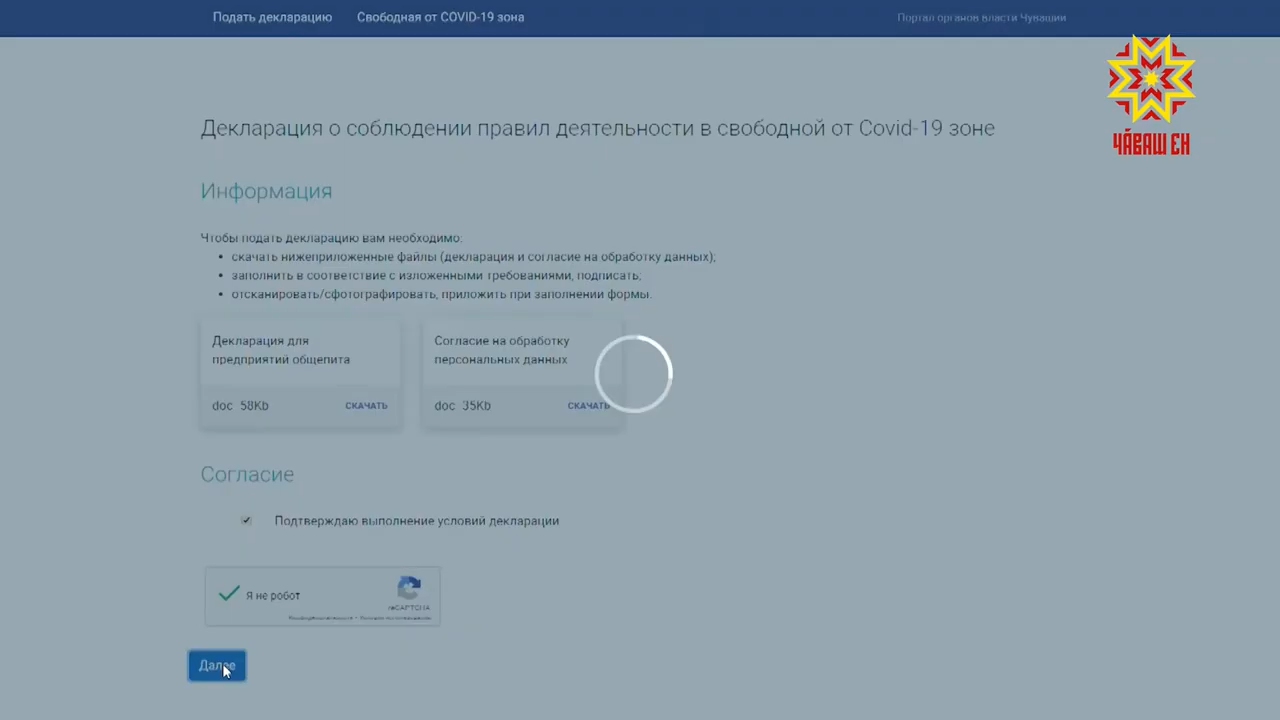 Подать декларацию
Свободная от COVID-19 зона
Портал органов власти Чувашии
ЧӐВАШ ЕН
Декларация о соблюдении правил деятельности в свободной от Covid-19 зоне
Информация
Чтобы подать декларацию вам необходимо:
• скачать нижеприложенные файлы (декларация и согласие на обработку данных);
• заполнить в соответствие с изложенными требованиями, подписать;
• отсканировать/сфотографировать, приложить при заполнении формы.
Декларация для
предприятий общепита
doc 58Kb СКАЧАТЬ
Согласие на обработку
персональных данных
doc 35Kb СКАЧАТЬ
Согласие
Подтверждаю выполнение условий декларации
Я не робот
reCAPTCHA
Далее